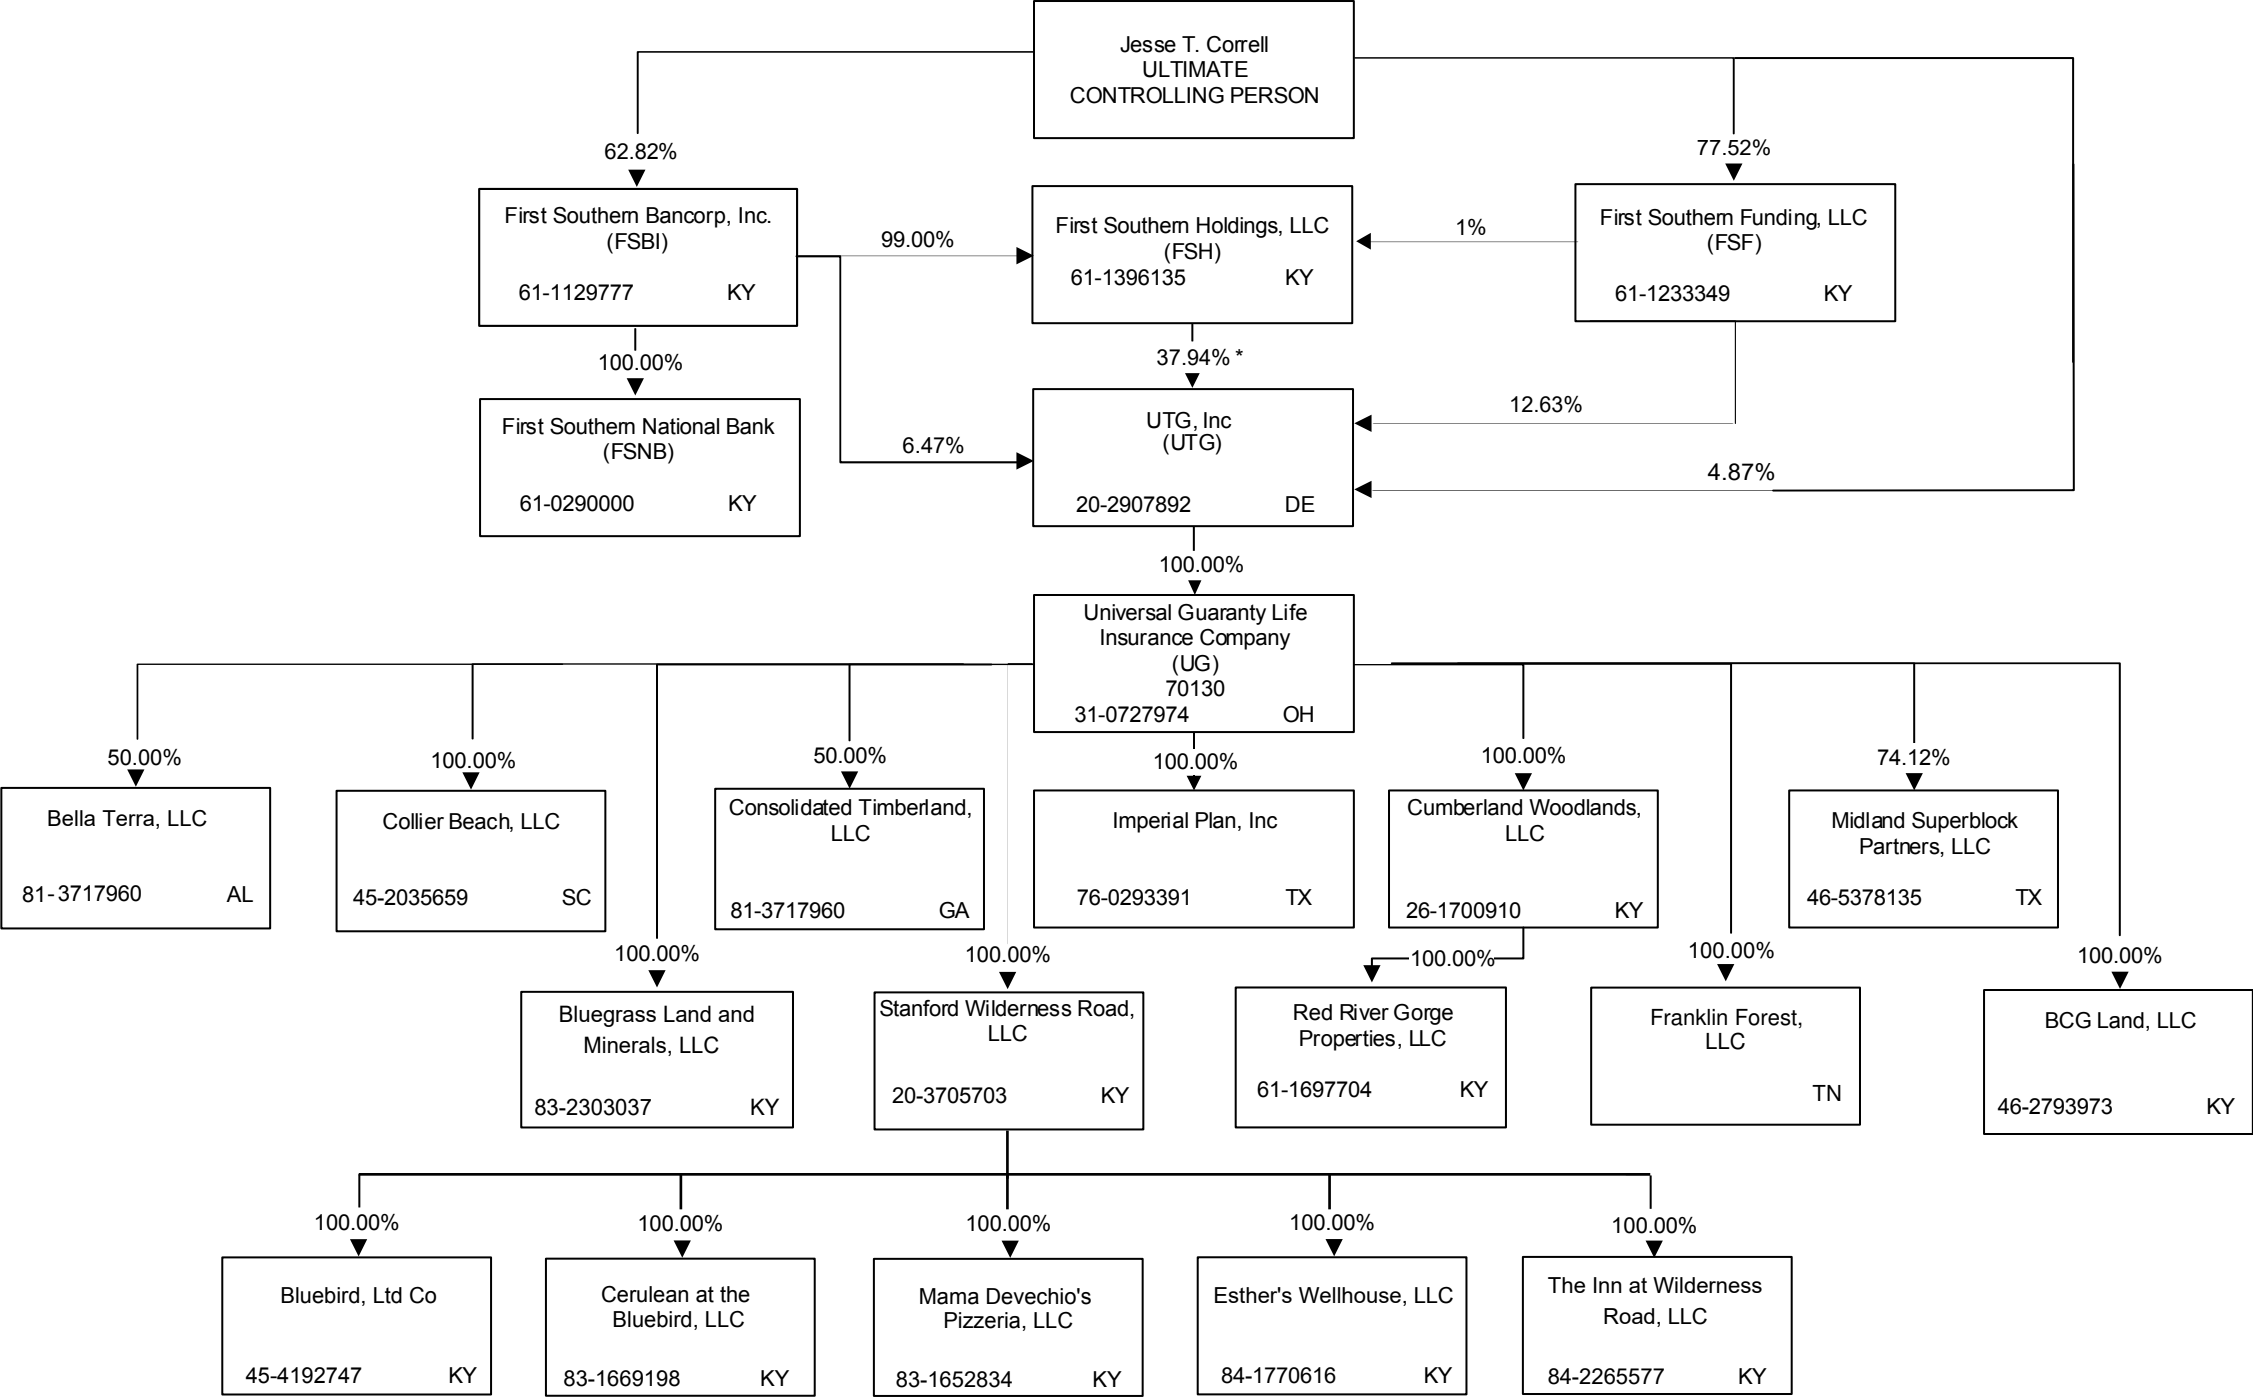 Jesse T. Correll
ULTIMATE
CONTROLLING PERSON
62.82%
77.52%
First Southern Bancorp, Inc.
(FSBI)
61-1129777 KY
99.00%
First Southern Holdings, LLC
(FSH)
61-1396135 KY
1%
First Southern Funding, LLC
(FSF)
61-1233349 KY
100.00%
37.94% *
12.63%
First Southern National Bank
(FSNB)
61-0290000 KY
6.47%
UTG, Inc
(UTG)
20-2907892 DE
4.87%
100.00%
Universal Guaranty Life
Insurance Company
(UG)
70130
31-0727974 OH
50.00%
100.00%
50.00%
100.00%
100.00%
74.12%
Bella Terra, LLC
81-3717960 AL
Collier Beach, LLC
45-2035659 SC
Consolidated Timberland,
LLC
81-3717960 GA
Imperial Plan, Inc
76-0293391 TX
Cumberland Woodlands,
LLC
26-1700910 KY
Midland Superblock
Partners, LLC
46-5378135 TX
100.00%
100.00%
100.00%
100.00%
100.00%
Bluegrass Land and
Minerals, LLC
83-2303037 KY
Stanford Wilderness Road,
LLC
20-3705703 KY
Red River Gorge
Properties, LLC
61-1697704 KY
Franklin Forest,
LLC
TN
BCG Land, LLC
46-2793973 KY
100.00%
100.00%
100.00%
100.00%
100.00%
Bluebird, Ltd Co
45-4192747 KY
Cerulean at the
Bluebird, LLC
83-1669198 KY
Mama Devechio's
Pizzeria, LLC
83-1652834 KY
Esther's Wellhouse, LLC
84-1770616 KY
The Inn at Wilderness
Road, LLC
84-2265577 KY